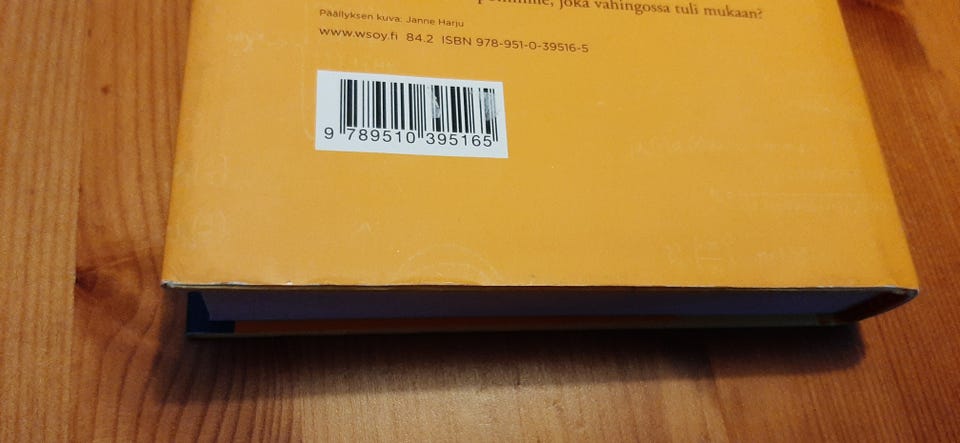 joka vahingossa tuli mukaan?
Päällyksen kuva: Janne Harju
www.wsoy.fi 84.2 ISBN 978-951-0-39516-5
9 789510 395165